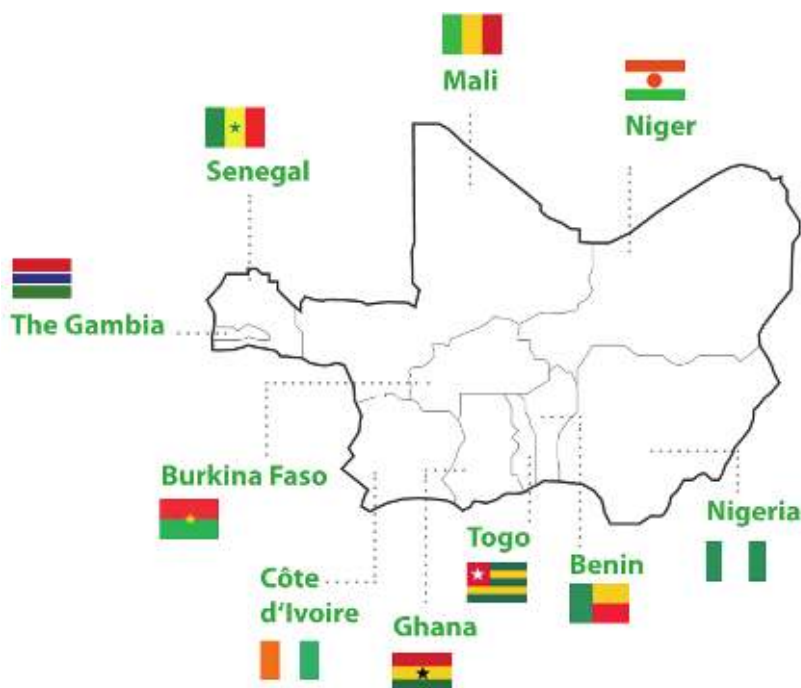 Mali
Niger
Senegal
The Gambia
Burkina Faso
Nigeria
Togo
Benin
Côte
d‘Ivoire
Ghana